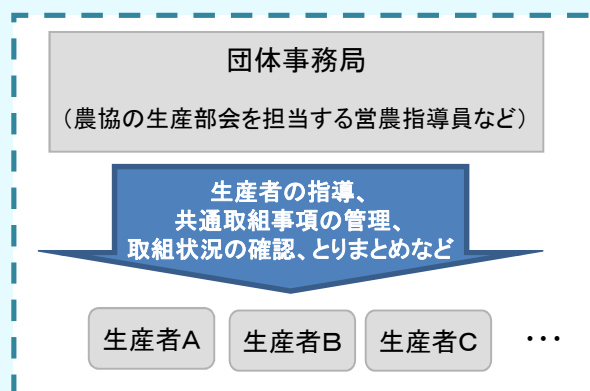 団体事務局
（農協の生産部会を担当する営農指導員など）
生産者の指導、
共通取組事項の管理、
取組状況の確認、とりまとめなど
生産者A 生産者B 生産者C …